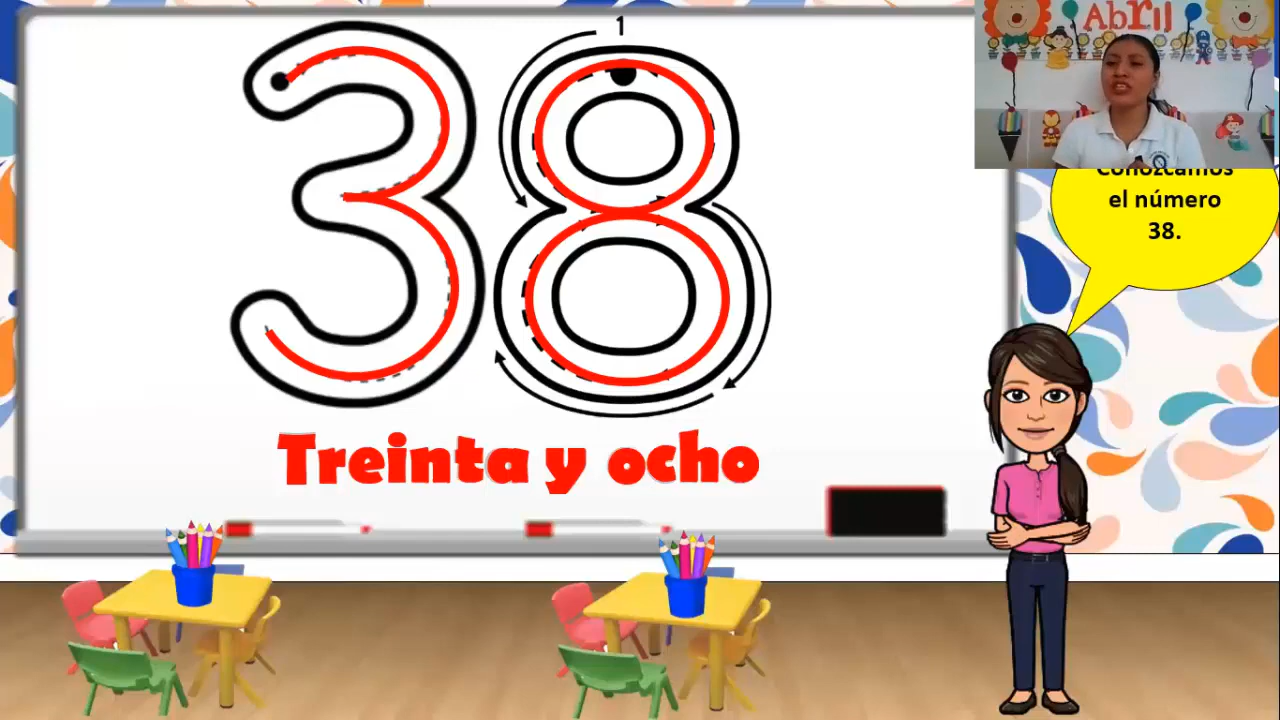 38
1
Treinta y ocho
Abril
Conozcamos
el número
38.